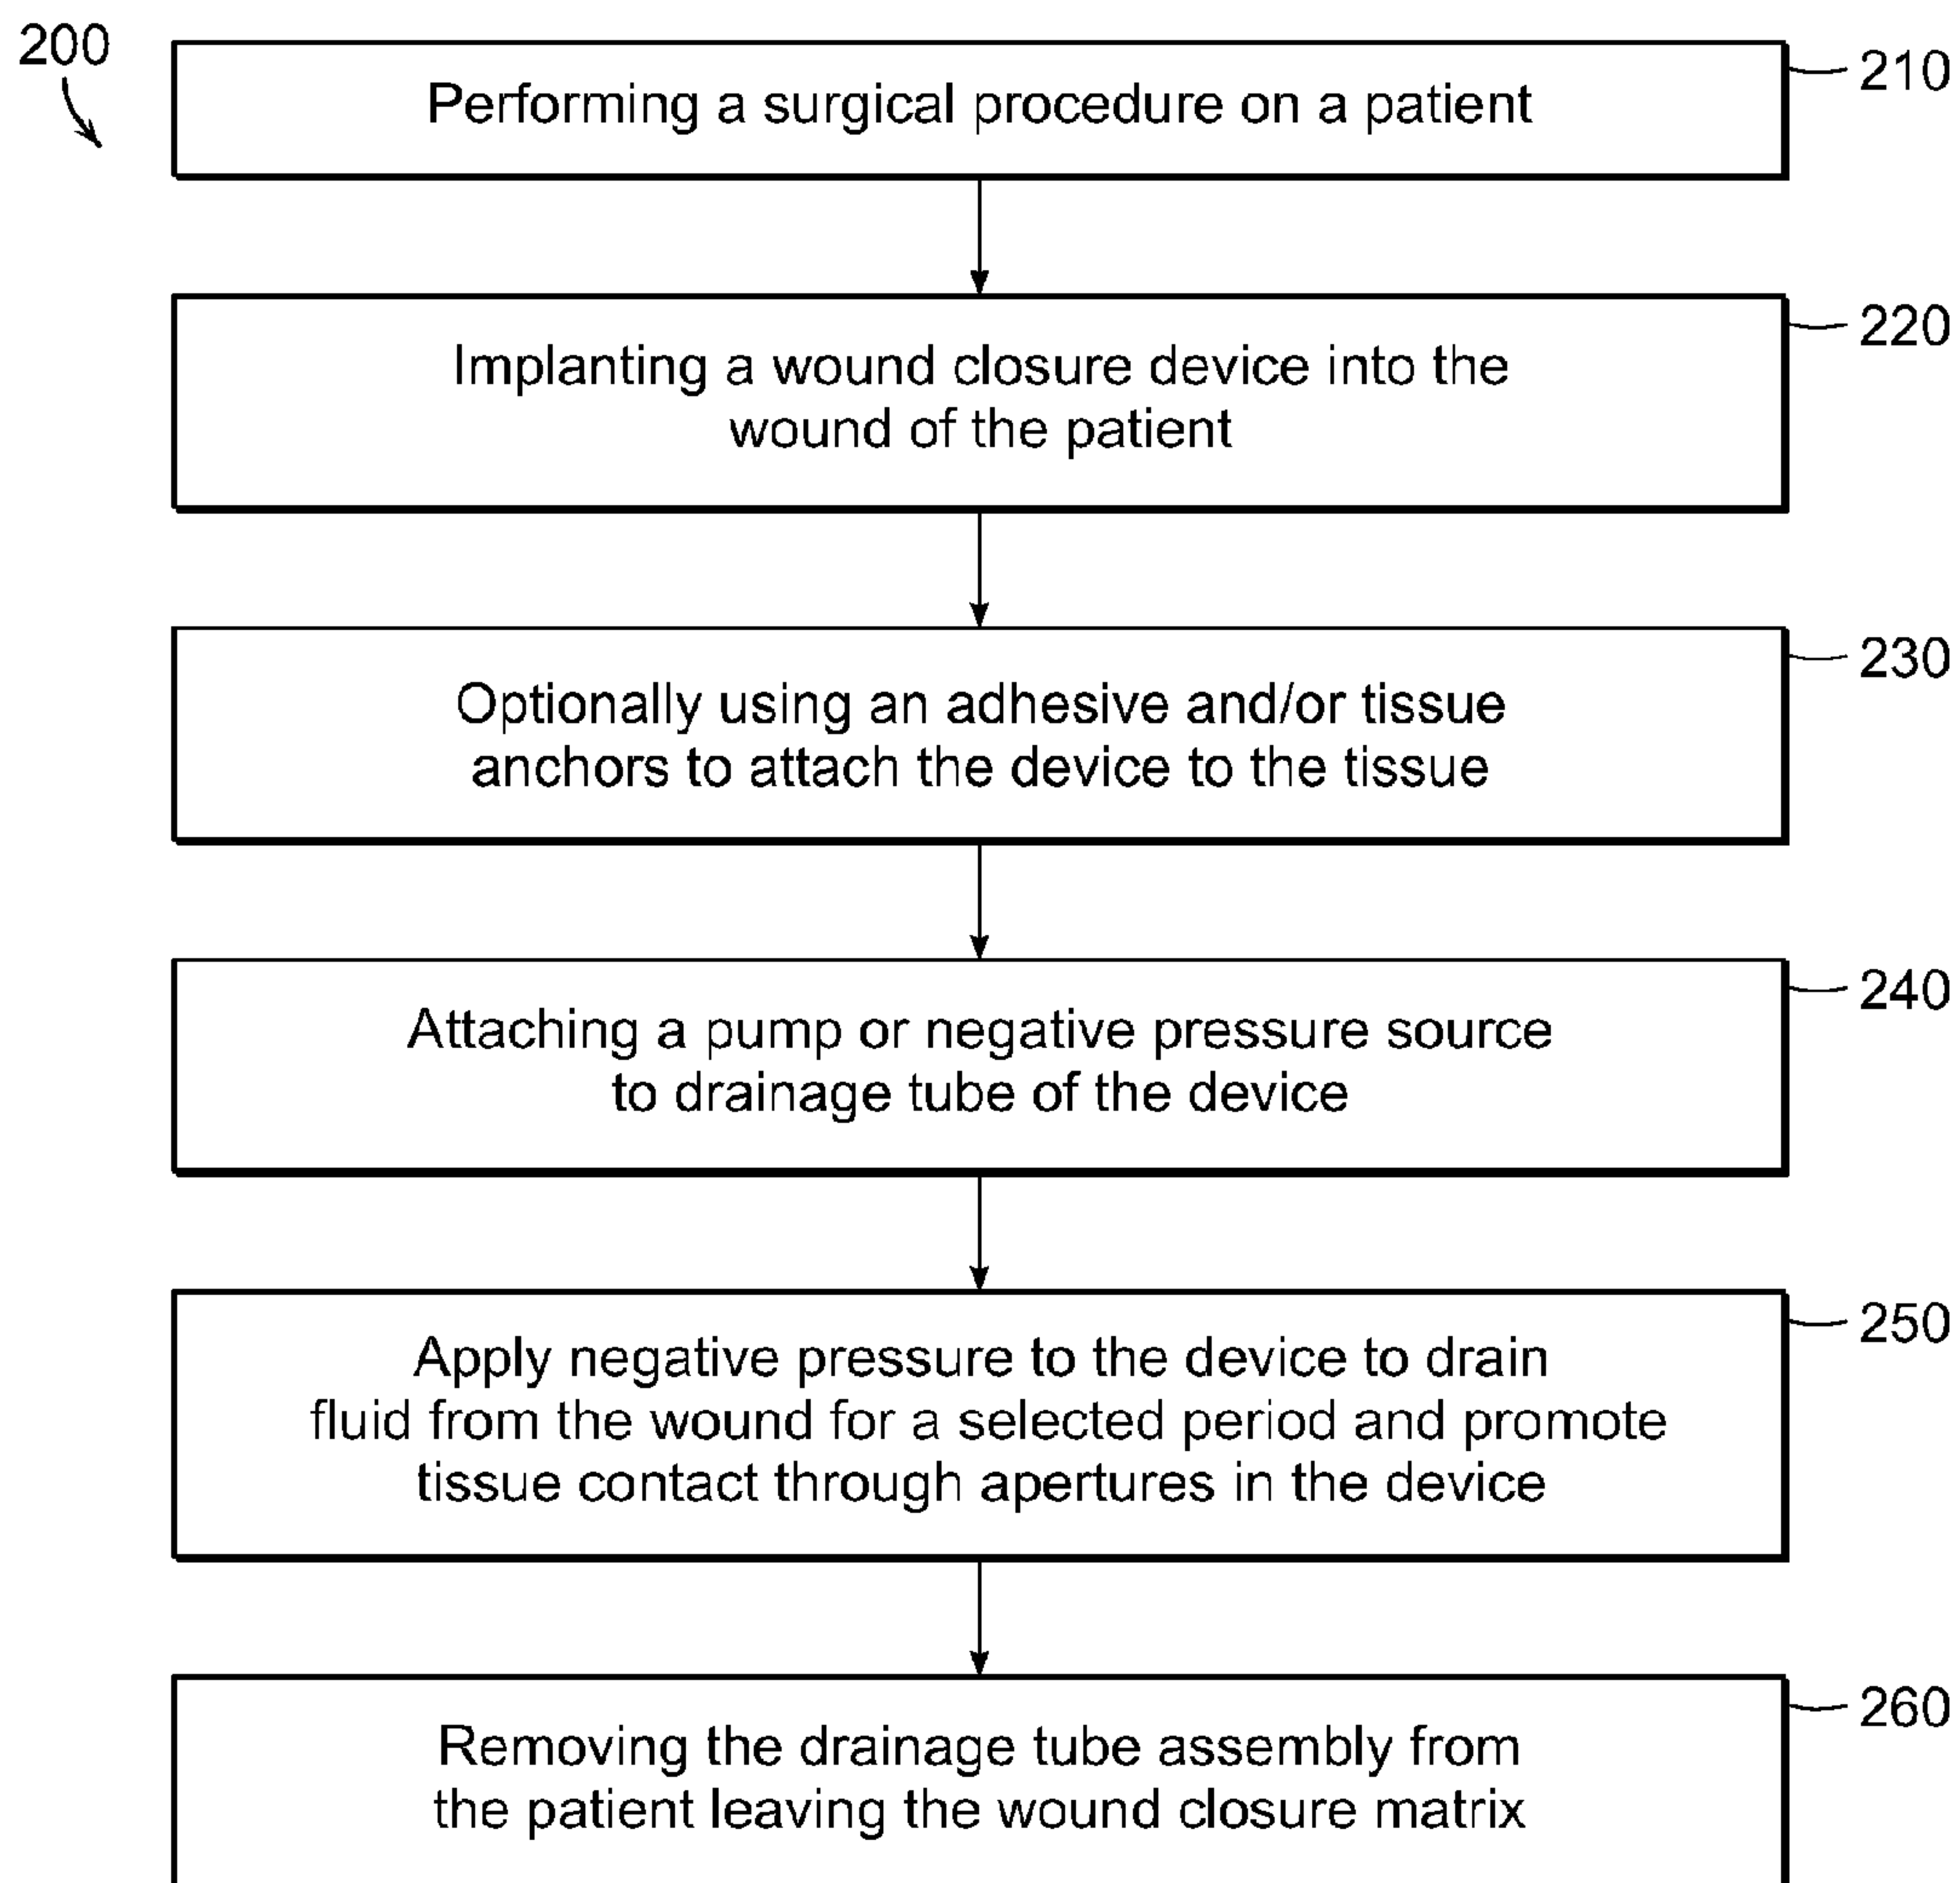 200
Performing a surgical procedure on a patient
210
Implanting a wound closure device into the
wound of the patient
220
Optionally using an adhesive and/or tissue
anchors to attach the device to the tissue
230
Attaching a pump or negative pressure source
to drainage tube of the device
240
Apply negative pressure to the device to drain
fluid from the wound for a selected period and promote
tissue contact through apertures in the device
250
Removing the drainage tube assembly from
the patient leaving the wound closure matrix
260